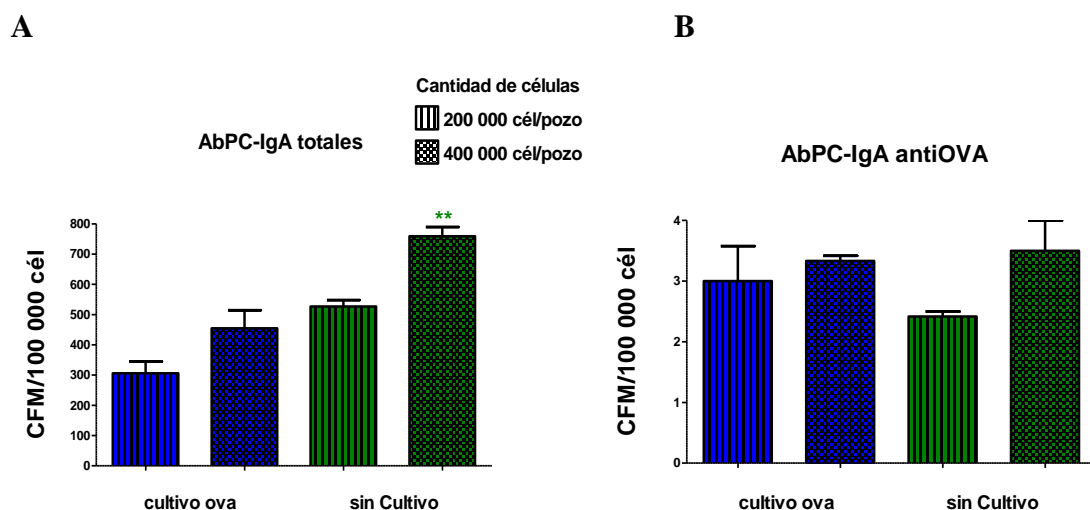 A
B
Cantidad de células
200 000 cél/pozo
400 000 cél/pozo
AbPC-IgA totales
AbPC-IgA antiOVA
CFM/100 000 cél
800
700
600
500
400
300
200
100
0
**
cultivo ova
sin Cultivo
CFM/100 000 cél
4
3
2
1
0
cultivo ova
sin Cultivo